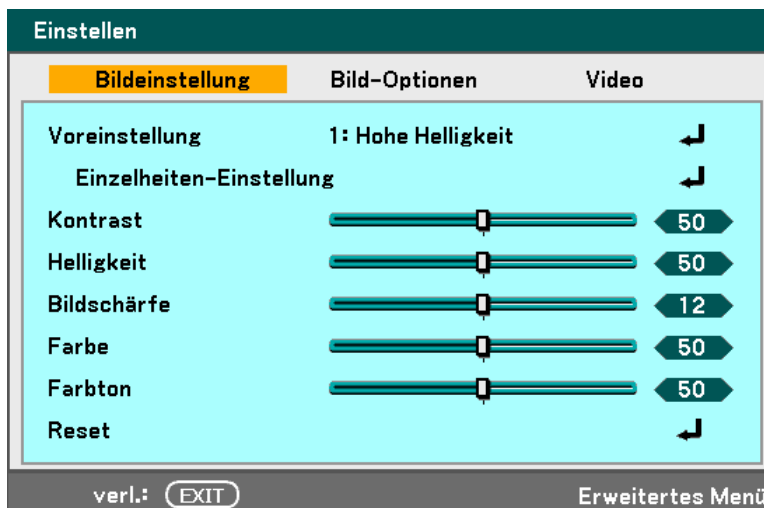 Einstellen
Bildeinstellung Bild-Optionen Video
Voreinstellung 1: Hohe Helligkeit
Einzelheiten-Einstellung
Kontrast 50
Helligkeit 50
Bildschärfe 12
Farbe 50
Farbton 50
Reset
verl.: EXIT Erweitertes Menü